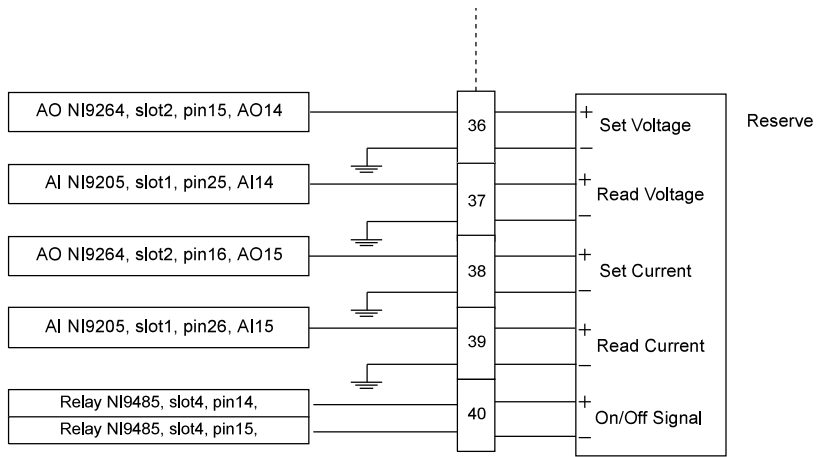 AO NI9264, slot2, pin15, AO14
36
+
Set Voltage
Reserve
−
AI NI9205, slot1, pin25, AI14
37
+
Read Voltage
−
AO NI9264, slot2, pin16, AO15
38
+
Set Current
−
AI NI9205, slot1, pin26, AI15
39
+
Read Current
−
Relay NI9485, slot4, pin14,
40
+
On/Off Signal
Relay NI9485, slot4, pin15,
−